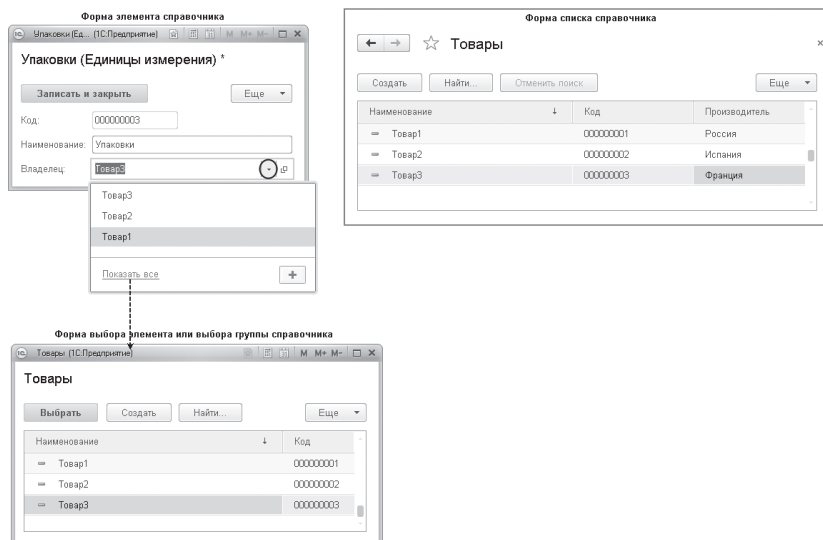 Форма элемента справочника
Упаковки (Ед... (1С:Предприятие) M M+ M-
Упаковки (Единицы измерения) *
Записать и закрыть Еще
Код: 000000003
Наименование: Упаковки
Владелец: Товар3
Товар3
Товар2
Товар1
Показать все +
Форма списка справочника
Товары
Создать Найти... Отменить поиск Еще
Наименование ↓ Код Производитель
Товар1 000000001 Россия
Товар2 000000002 Испания
Товар3 000000003 Франция
Форма выбора элемента или выбора группы справочника
Товары (1С:Предприятие) M M+ M-
Товары
Выбрать Создать Найти... Еще
Наименование ↓ Код
Товар1 000000001
Товар2 000000002
Товар3 000000003